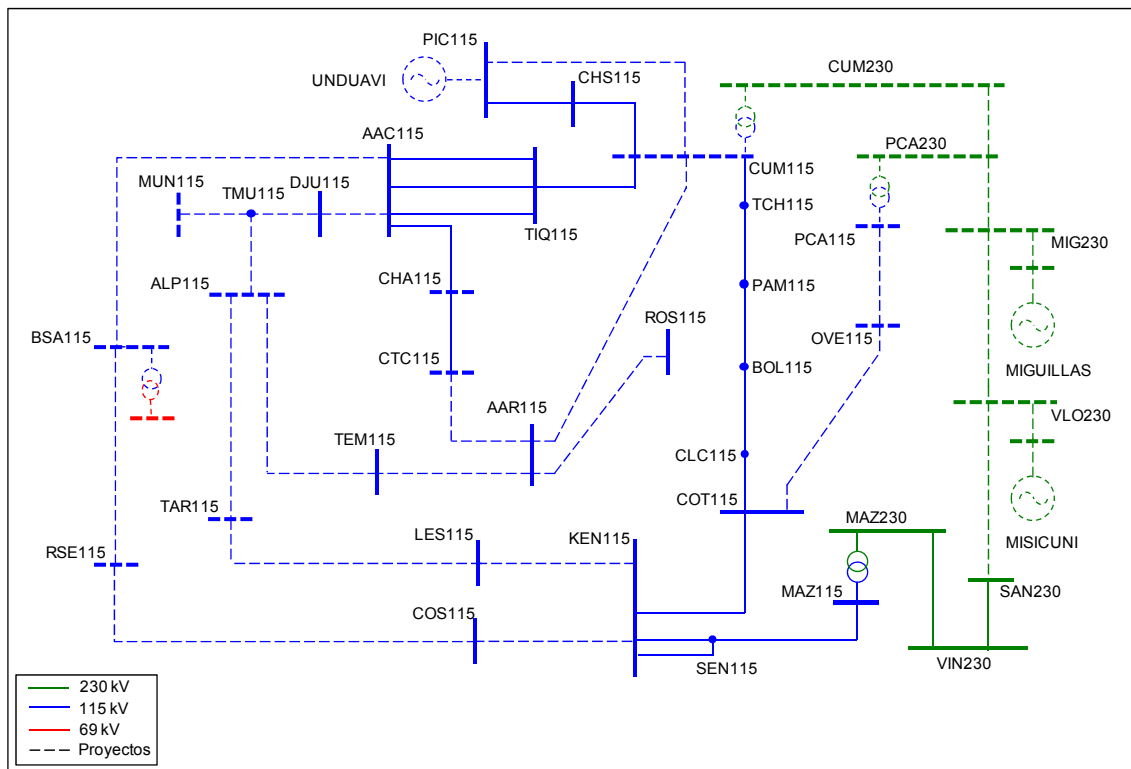 PIC115
UNDUAVI
CHS115
CUM230
AAC115
MUN115
TMU115
DJU115
CUM115
PCA230
TCH115
TIQ115
PCA115
MIG230
ALP115
CHA115
PAM115
ROS115
BSA115
OVE115
CTC115
BOL115
MIGUILLAS
AAR115
VLO230
TEM115
CLC115
COT115
TAR115
MAZ230
LES115
KEN115
MISICUNI
RSE115
MAZ115
SAN230
COS115
SEN115
VIN230
230 kV
115 kV
69 kV
Proyectos